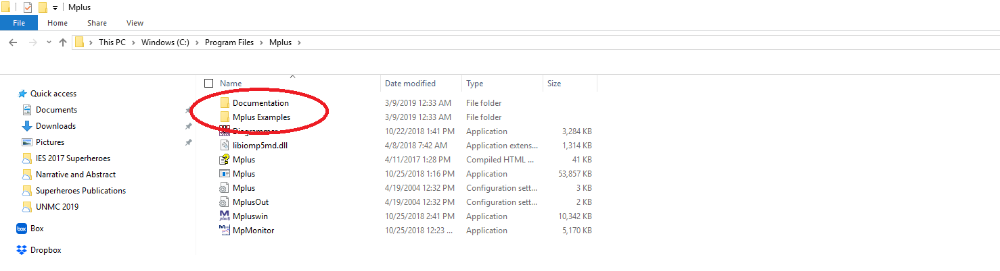 Mplus
File Home Share View
This PC > Windows (C:) > Program Files > Mplus >
Name Date modified Type Size
Quick access
Documents
Downloads
Pictures
IES 2017 Superheroes
Narrative and Abstract
Superheroes Publications
UNMC 2019
Box
Dropbox
Documentation 3/9/2019 12:33 AM File folder
Mplus Examples 3/9/2019 12:33 AM File folder
Diagrammer 10/22/2018 1:41 PM Application 3,284 KB
libiomp5md.dll 4/8/2018 7:42 AM Application extens... 1,314 KB
Mplus 4/11/2017 1:28 PM Compiled HTML ... 41 KB
Mplus 10/25/2018 1:16 PM Application 53,857 KB
Mplus 4/19/2004 12:32 PM Configuration sett... 3 KB
MplusOut 4/19/2004 12:32 PM Configuration sett... 2 KB
Mpluswin 10/25/2018 2:41 PM Application 10,342 KB
MpMonitor 10/25/2018 12:23 ... Application 5,170 KB